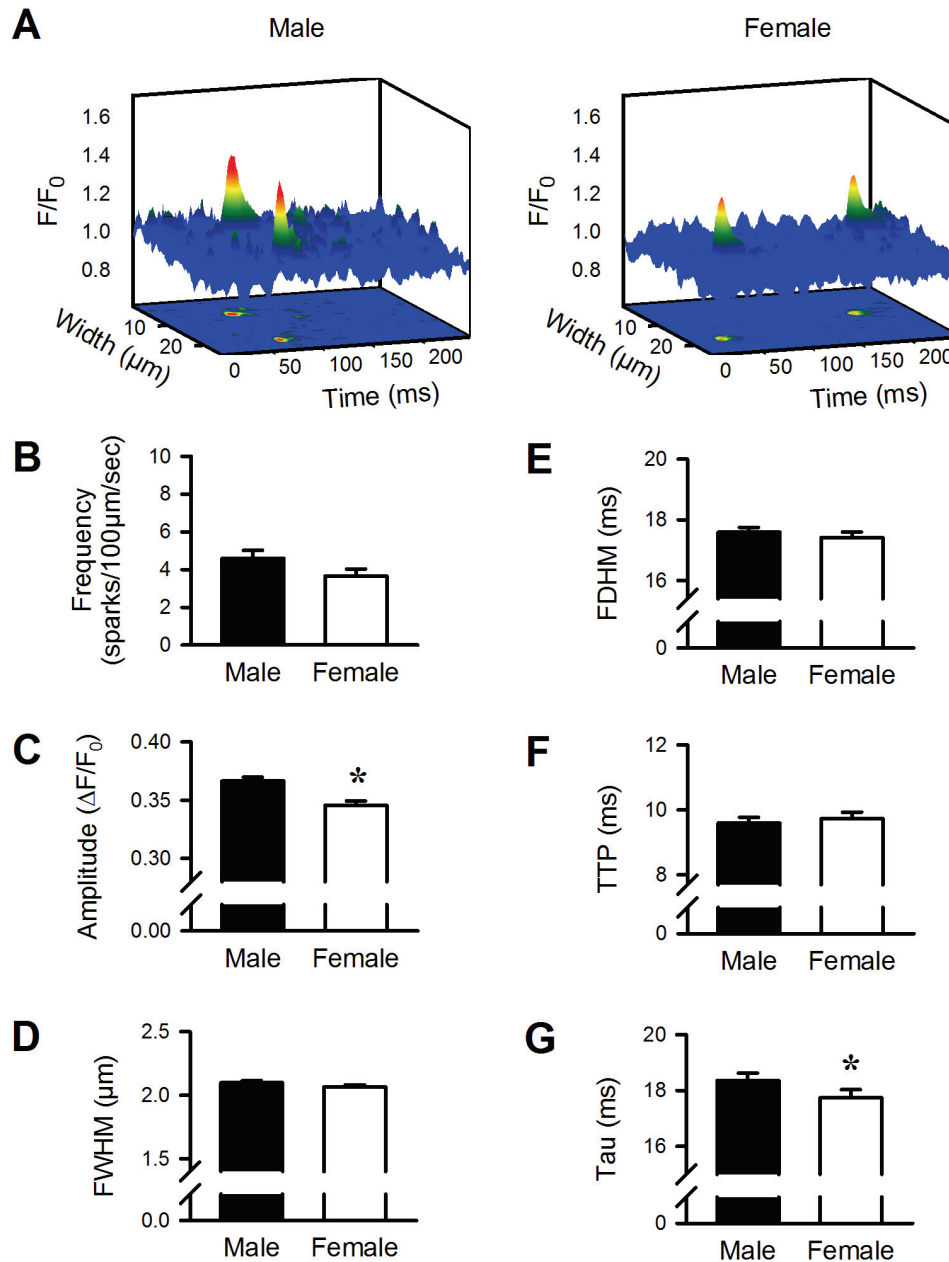 A
Male
Female
1.6
1.4
1.2
1.0
0.8
F/F0
10
20
Width (μm)
0
50
100
150
200
Time (ms)
1.6
1.4
1.2
1.0
0.8
F/F0
10
20
Width (μm)
0
50
100
150
200
Time (ms)
B
Frequency
(sparks/100μm/sec)
10
8
6
4
2
0
Male
Female
C
Amplitude (ΔF/F0)
0.40
0.35
0.30
0.00
*
Male
Female
D
FWHM (μm)
2.5
2.0
1.5
0.0
Male
Female
E
FDHM (ms)
20
18
16
0
Male
Female
F
TTP (ms)
12
10
8
0
Male
Female
G
Tau (ms)
20
18
16
0
*
Male
Female